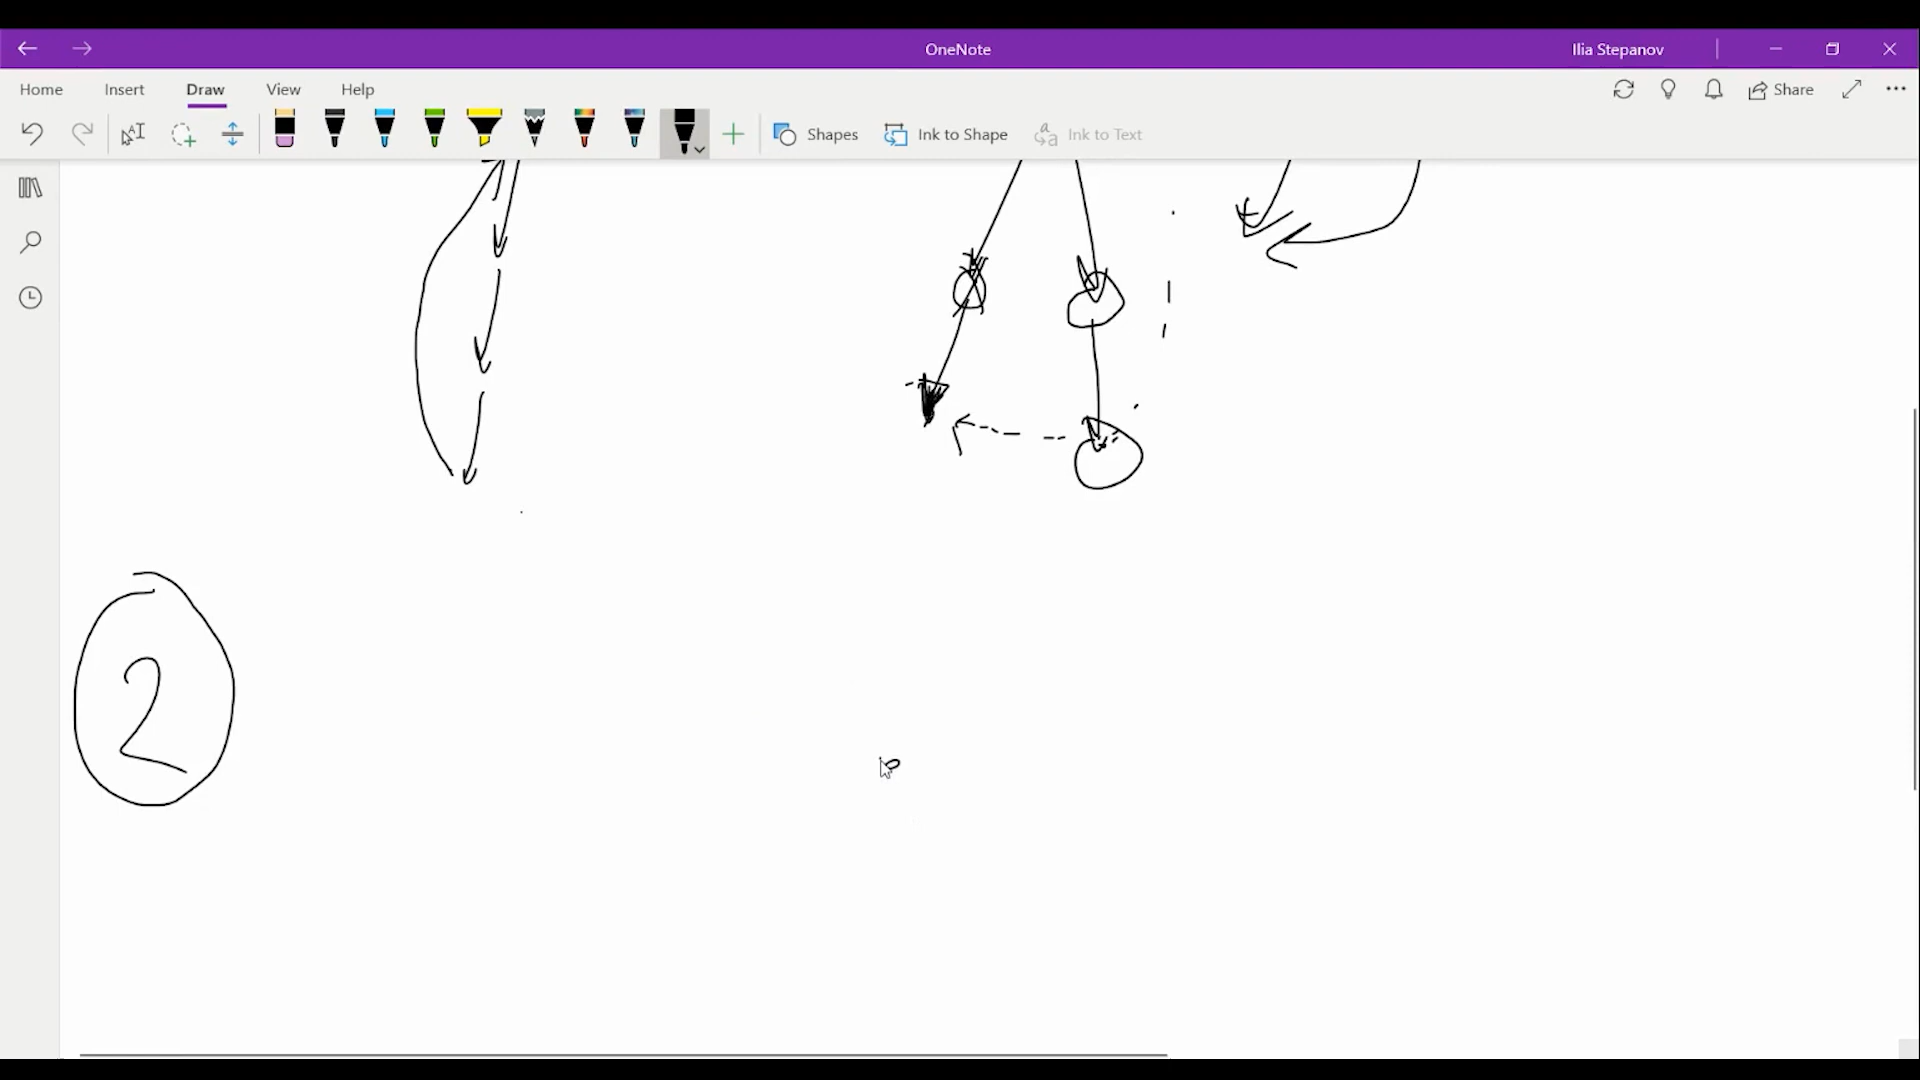 OneNote
Ilia Stepanov
Home Insert Draw View Help
Share
Shapes Ink to Shape Ink to Text
2